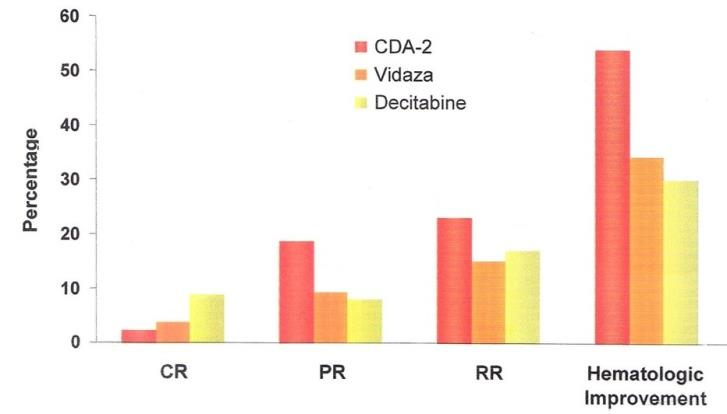 60
50
40
30
20
10
0
Percentage
CDA-2
Vidaza
Decitabine
CR
PR
RR
Hematologic
Improvement